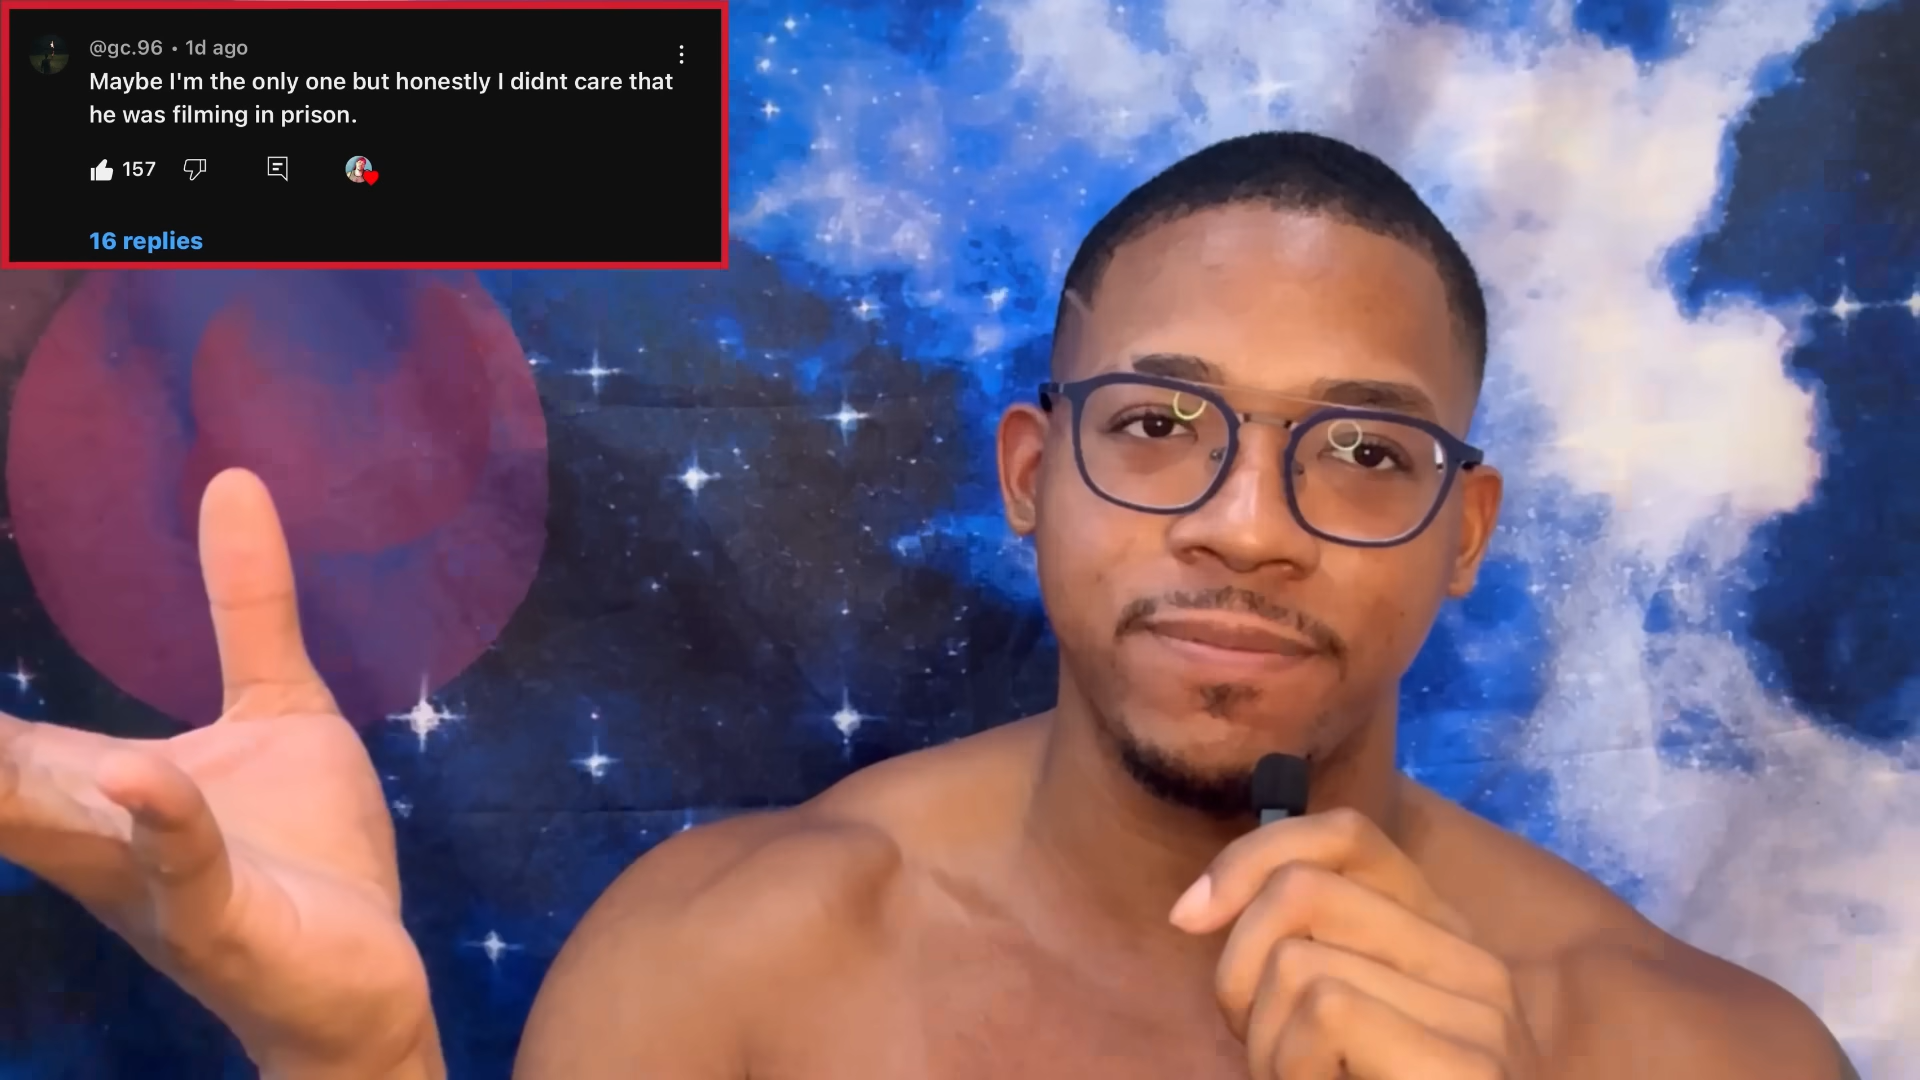 @gc.96 • 1d ago
Maybe I'm the only one but honestly I didnt care that
he was filming in prison.
157
16 replies